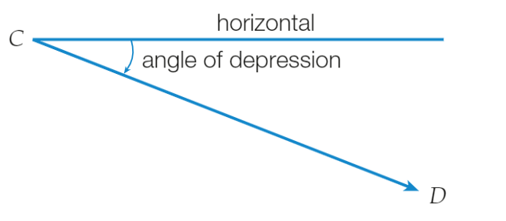 horizontal
C
angle of depression
D